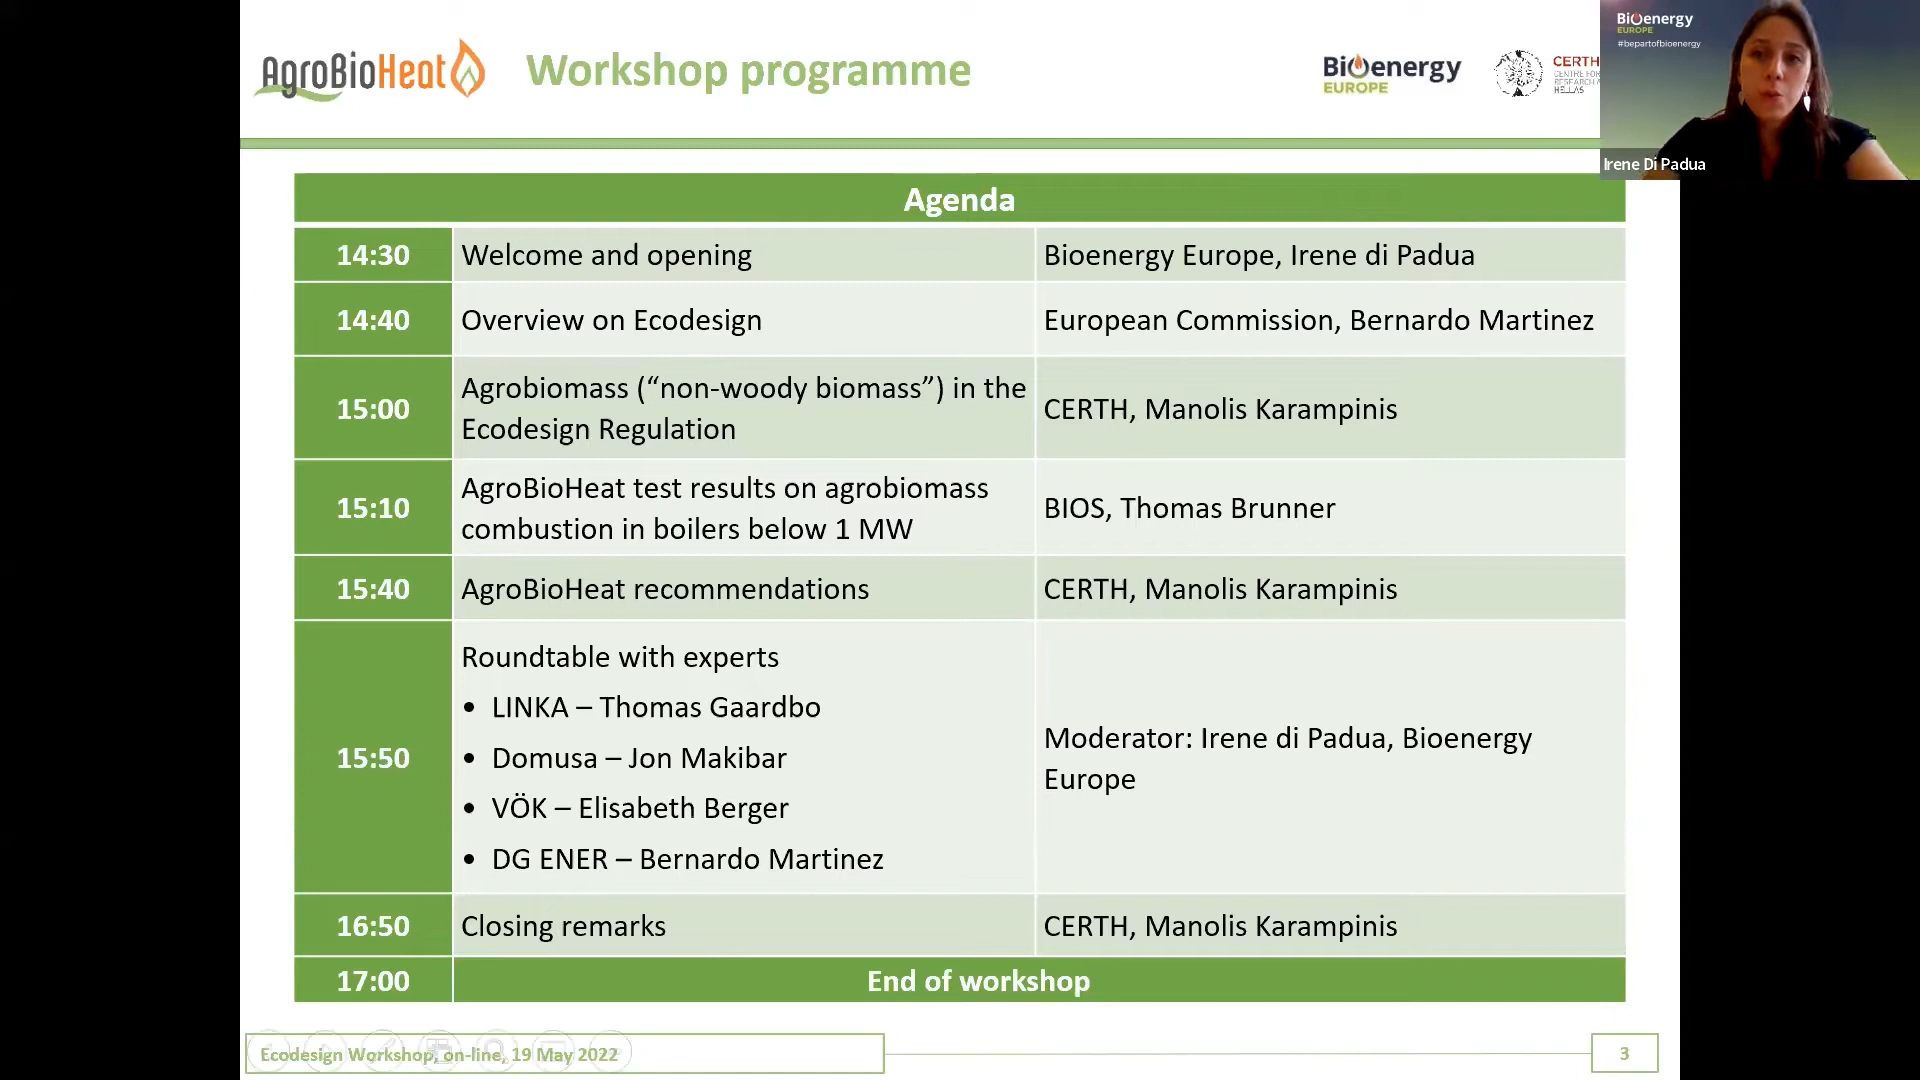 AgroBioHeat
Workshop programme
Bioenergy
EUROPE
CERTH
CENTRE FOR
RESEARCH &
HELLAS
Bioenergy
EUROPE
#bepartofbioenergy
Irene Di Padua
Agenda
14:30 Welcome and opening Bioenergy Europe, Irene di Padua
14:40 Overview on Ecodesign European Commission, Bernardo Martinez
15:00 Agrobiomass (“non-woody biomass”) in the
Ecodesign Regulation
CERTH, Manolis Karampinis
15:10 AgroBioHeat test results on agrobiomass
combustion in boilers below 1 MW
BIOS, Thomas Brunner
15:40 AgroBioHeat recommendations CERTH, Manolis Karampinis
15:50 Roundtable with experts
• LINKA – Thomas Gaardbo
• Domusa – Jon Makibar
• VÖK – Elisabeth Berger
• DG ENER – Bernardo Martinez
Moderator: Irene di Padua, Bioenergy
Europe
16:50 Closing remarks CERTH, Manolis Karampinis
17:00 End of workshop
Ecodesign Workshop, on-line, 19 May 2022
3